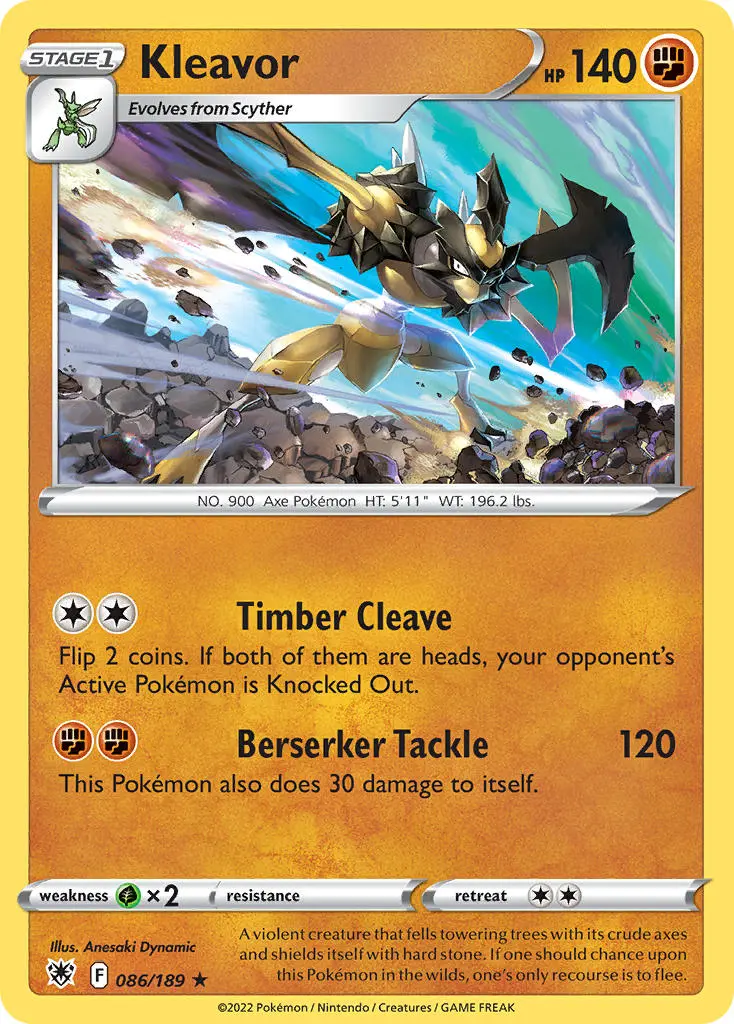 STAGE1
Kleavor
HP 140
Evolves from Scyther
NO. 900 Axe Pokémon HT: 5'11" WT: 196.2 lbs.
Timber Cleave
Flip 2 coins. If both of them are heads, your opponent's
Active Pokémon is Knocked Out.
Berserker Tackle 120
This Pokémon also does 30 damage to itself.
weakness ×2 resistance retreat
Illus. Anesaki Dynamic
F 086/189 ★
A violent creature that fells towering trees with its crude axes
and shields itself with hard stone. If one should chance upon
this Pokémon in the wilds, one's only recourse is to flee.
©2022 Pokémon / Nintendo / Creatures / GAME FREAK